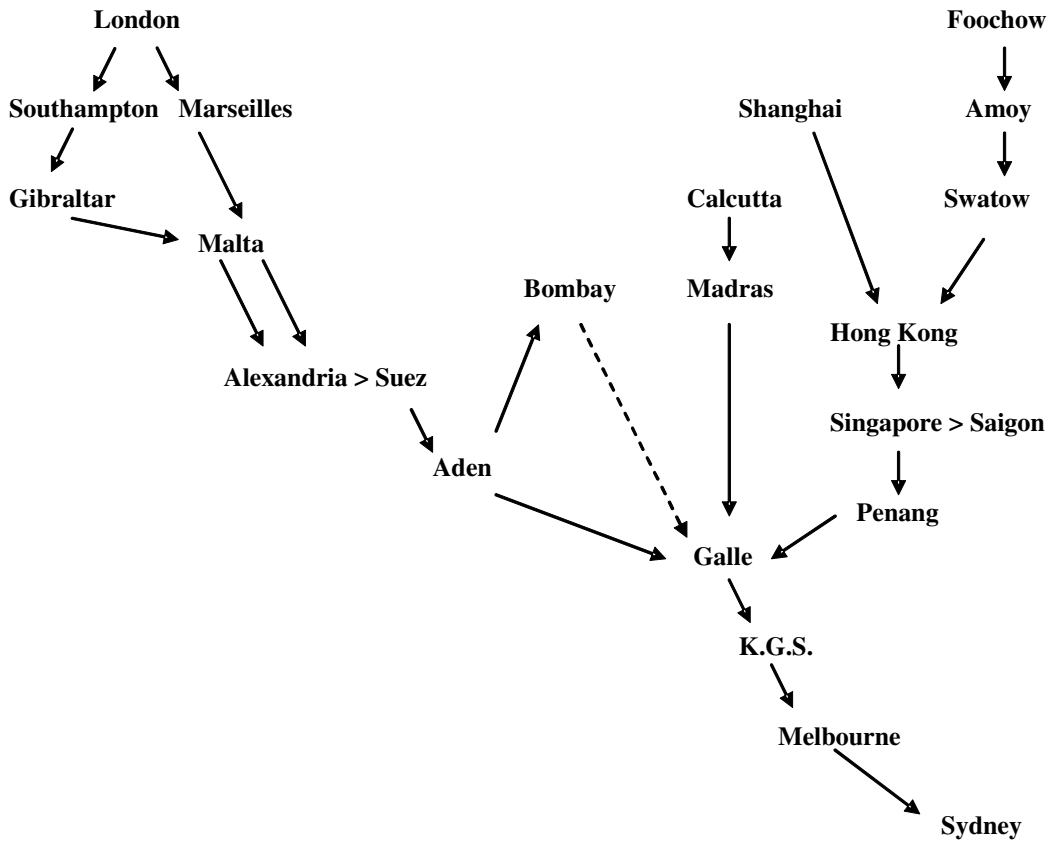 London
Foochow
Southampton
Marseilles
Shanghai
Amoy
Gibraltar
Calcutta
Swatow
Malta
Bombay
Madras
Hong Kong
Alexandria > Suez
Singapore > Saigon
Aden
Penang
Galle
K.G.S.
Melbourne
Sydney